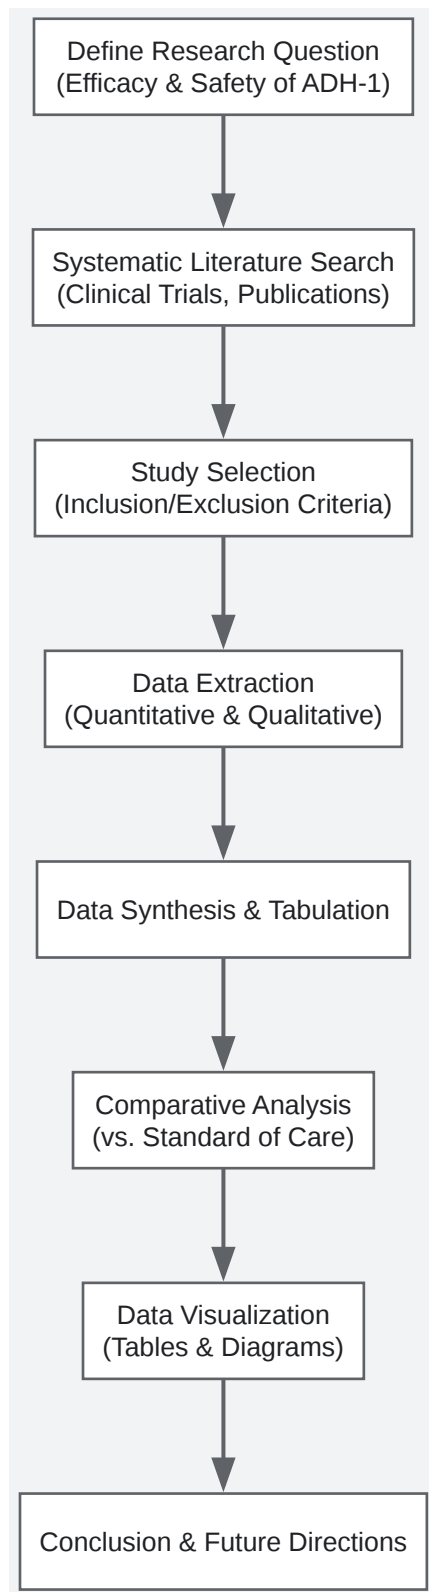 Define Research Question
(Efficacy & Safety of ADH-1)
Systematic Literature Search
(Clinical Trials, Publications)
Study Selection
(Inclusion/Exclusion Criteria)
Data Extraction
(Quantitative & Qualitative)
Data Synthesis & Tabulation
Comparative Analysis
(vs. Standard of Care)
Data Visualization
(Tables & Diagrams)
Conclusion & Future Directions